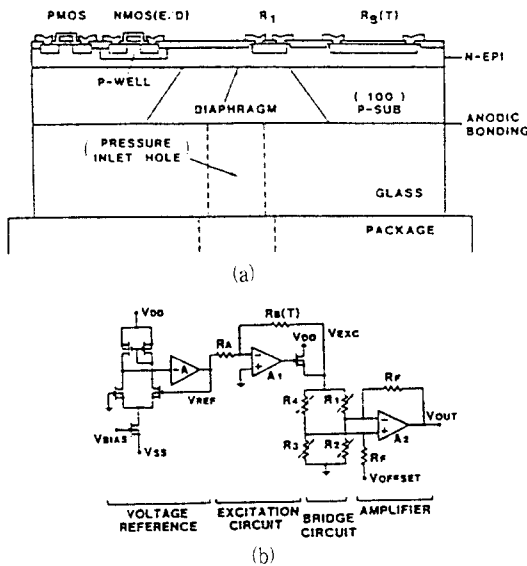 PMOS NMOS(E/D) R1 RS(T)
N-EPI
P-WELL
DIAPHRAGM
(100)
P-SUB
ANODIC
BONDING
(PRESSURE
INLET HOLE)
GLASS
PACKAGE
(a)
VDD
RB(T)
VEXC
RA
VDD
-A
A1
VREF
RF
R4 R1
VOUT
A2
VBIAS
R3 R2
RF
VSS
VOFFSET
VOLTAGE
REFERENCE
EXCITATION
CIRCUIT
BRIDGE
CIRCUIT
AMPLIFIER
(b)